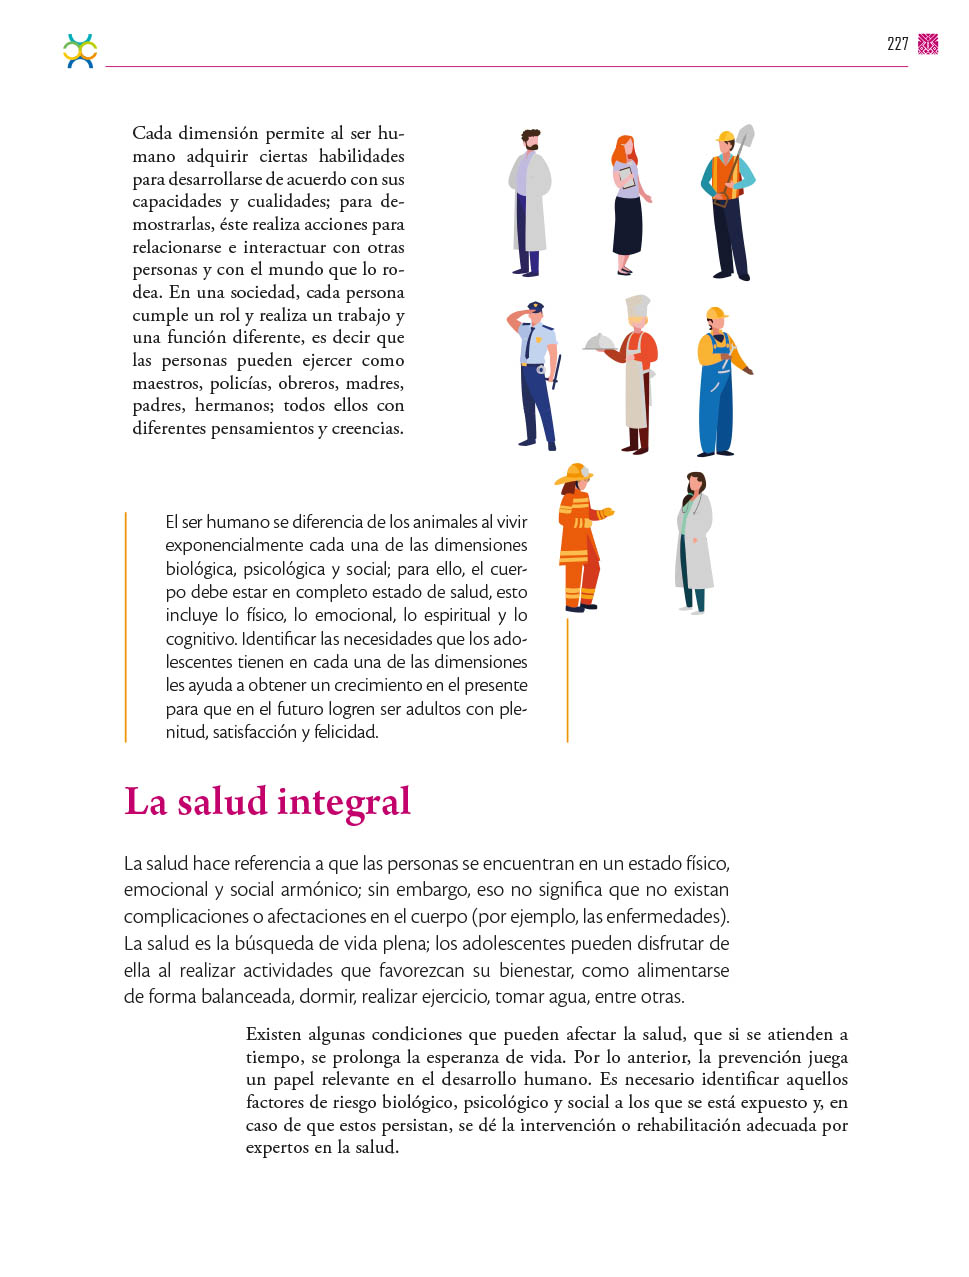 227
Cada dimensión permite al ser hu-
mano adquirir ciertas habilidades
para desarrollarse de acuerdo con sus
capacidades y cualidades; para de-
mostrarlas, éste realiza acciones para
relacionarse e interactuar con otras
personas y con el mundo que lo ro-
dea. En una sociedad, cada persona
cumple un rol y realiza un trabajo y
una función diferente, es decir que
las personas pueden ejercer como
maestros, policías, obreros, madres,
padres, hermanos; todos ellos con
diferentes pensamientos y creencias.
El ser humano se diferencia de los animales al vivir
exponencialmente cada una de las dimensiones
biológica, psicológica y social; para ello, el cuer-
po debe estar en completo estado de salud, esto
incluye lo físico, lo emocional, lo espiritual y lo
cognitivo. Identificar las necesidades que los ado-
lescentes tienen en cada una de las dimensiones
les ayuda a obtener un crecimiento en el presente
para que en el futuro logren ser adultos con ple-
nitud, satisfacción y felicidad.
La salud integral
La salud hace referencia a que las personas se encuentran en un estado físico,
emocional y social armónico; sin embargo, eso no significa que no existan
complicaciones o afectaciones en el cuerpo (por ejemplo, las enfermedades).
La salud es la búsqueda de vida plena; los adolescentes pueden disfrutar de
ella al realizar actividades que favorezcan su bienestar, como alimentarse
de forma balanceada, dormir, realizar ejercicio, tomar agua, entre otras.
Existen algunas condiciones que pueden afectar la salud, que si se atienden a
tiempo, se prolonga la esperanza de vida. Por lo anterior, la prevención juega
un papel relevante en el desarrollo humano. Es necesario identificar aquellos
factores de riesgo biológico, psicológico y social a los que se está expuesto y, en
caso de que estos persistan, se dé la intervención o rehabilitación adecuada por
expertos en la salud.